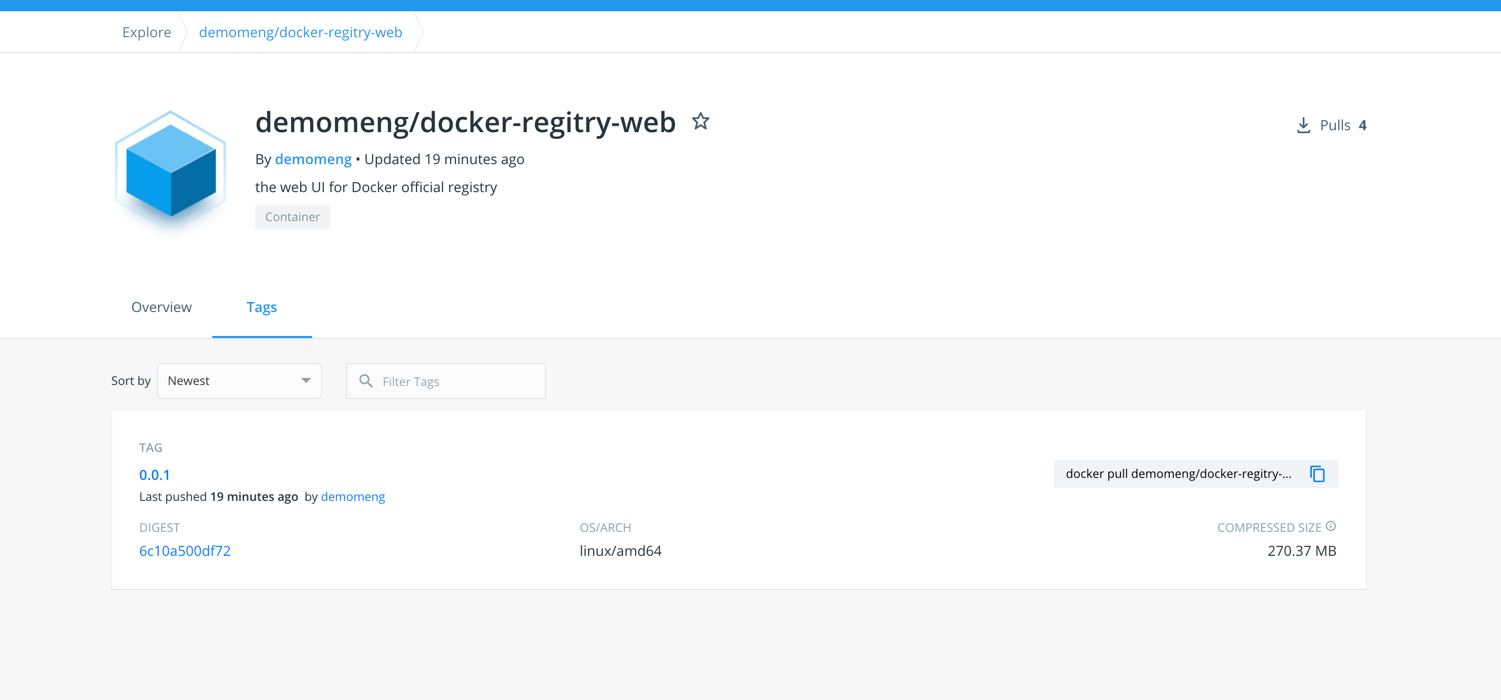 Explore demomeng/docker-regitry-web
demomeng/docker-regitry-web
Pulls 4
By demomeng • Updated 19 minutes ago
the web UI for Docker official registry
Container
Overview Tags
Sort by Newest Filter Tags
TAG
0.0.1
docker pull demomeng/docker-regitry-...
Last pushed 19 minutes ago by demomeng
DIGEST OS/ARCH COMPRESSED SIZE
6c10a500df72 linux/amd64 270.37 MB